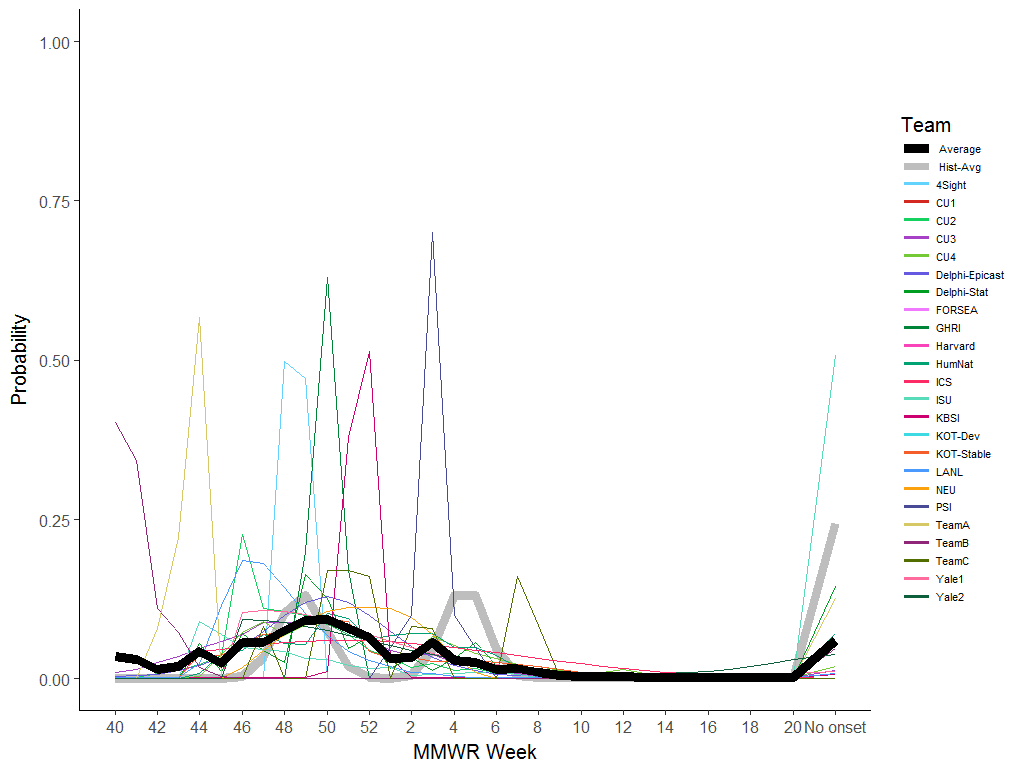 1.00
0.75
0.50
0.25
0.00
Probability
40 42 44 46 48 50 52 2 4 6 8 10 12 14 16 18 20 No onset
MMWR Week
Team
Average
Hist-Avg
4Sight
CU1
CU2
CU3
CU4
Delphi-Epicast
Delphi-Stat
FORSEA
GHRI
Harvard
HumNat
ICS
ISU
KBSI
KOT-Dev
KOT-Stable
LANL
NEU
PSI
TeamA
TeamB
TeamC
Yale1
Yale2